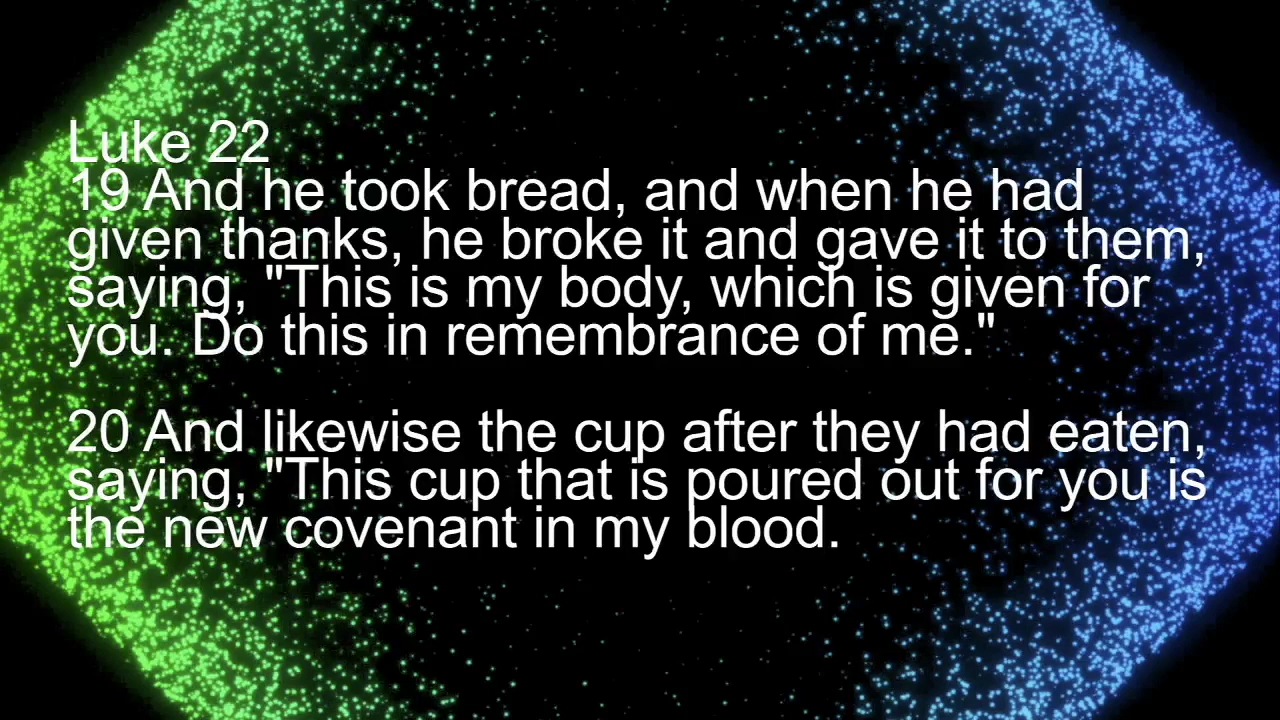 Luke 22
19 And he took bread, and when he had
given thanks, he broke it and gave it to them,
saying, "This is my body, which is given for
you. Do this in remembrance of me."
20 And likewise the cup after they had eaten,
saying, "This cup that is poured out for you is
the new covenant in my blood.